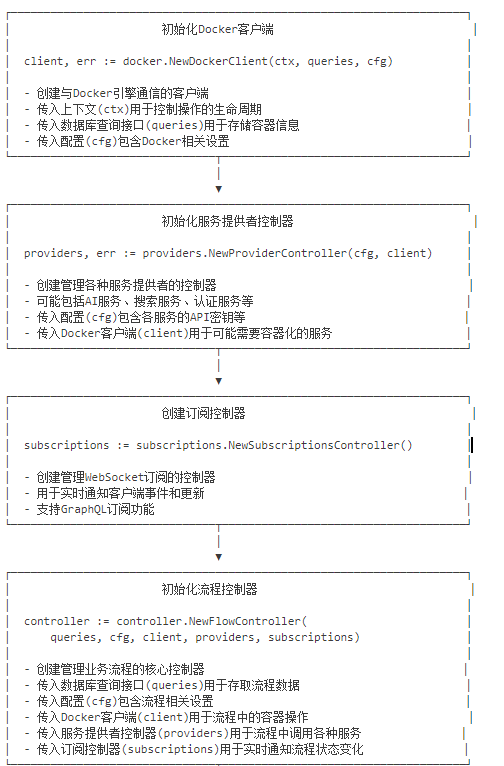 初始化Docker客户端
client, err := docker.NewDockerClient(ctx, queries, cfg)
- 创建与Docker引擎通信的客户端
- 传入上下文(ctx)用于控制操作的生命周期
- 传入数据库查询接口(queries)用于存储容器信息
- 传入配置(cfg)包含Docker相关设置
初始化服务提供者控制器
providers, err := providers.NewProviderController(cfg, client)
- 创建管理各种服务提供者的控制器
- 可能包括AI服务、搜索服务、认证服务等
- 传入配置(cfg)包含各服务的API密钥等
- 传入Docker客户端(client)用于可能需要容器化的服务
创建订阅控制器
subscriptions := subscriptions.NewSubscriptionsController()
- 创建管理WebSocket订阅的控制器
- 用于实时通知客户端事件和更新
- 支持GraphQL订阅功能
初始化流程控制器
controller := controller.NewFlowController(
queries, cfg, client, providers, subscriptions)
- 创建管理业务流程的核心控制器
- 传入数据库查询接口(queries)用于存取流程数据
- 传入配置(cfg)包含流程相关设置
- 传入Docker客户端(client)用于流程中的容器操作
- 传入服务提供者控制器(providers)用于流程中调用各种服务
- 传入订阅控制器(subscriptions)用于实时通知流程状态变化